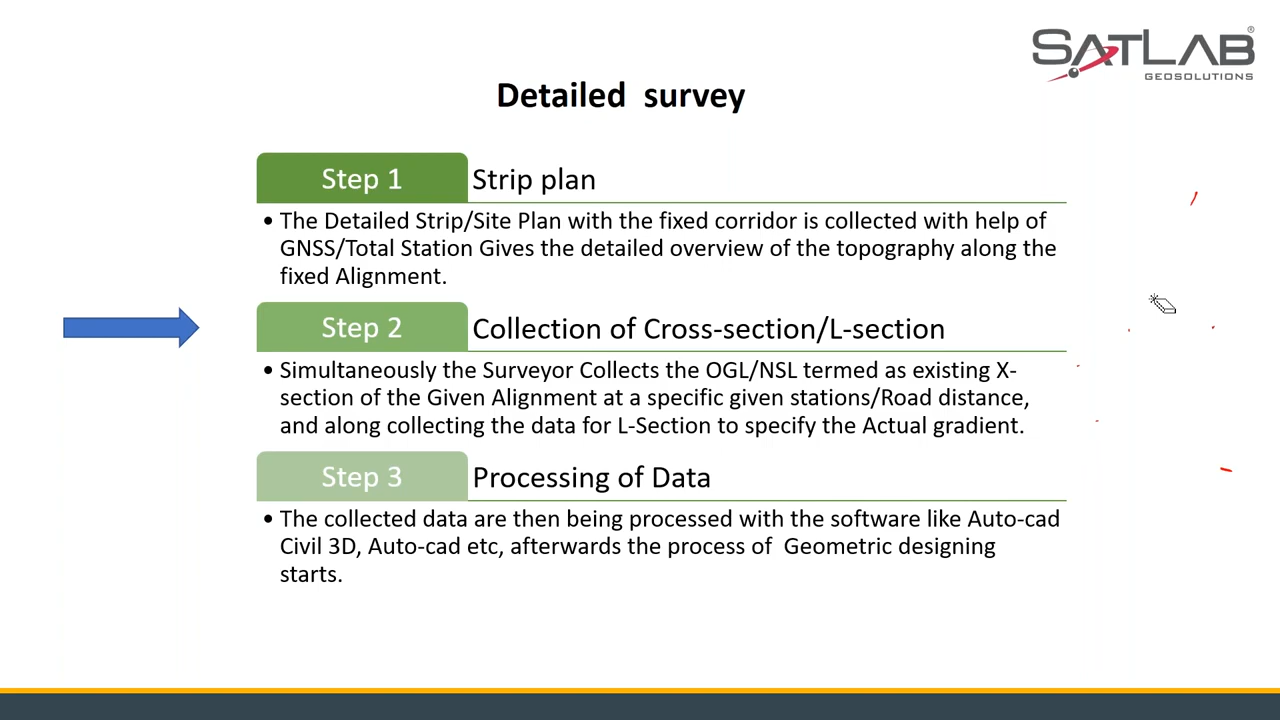 SATLAB®
GEOSOLUTIONS
Detailed survey
Step 1 Strip plan
• The Detailed Strip/Site Plan with the fixed corridor is collected with help of
GNSS/Total Station Gives the detailed overview of the topography along the
fixed Alignment.
Step 2 Collection of Cross-section/L-section
• Simultaneously the Surveyor Collects the OGL/NSL termed as existing X-
section of the Given Alignment at a specific given stations/Road distance,
and along collecting the data for L-Section to specify the Actual gradient.
Step 3 Processing of Data
• The collected data are then being processed with the software like Auto-cad
Civil 3D, Auto-cad etc, afterwards the process of Geometric designing
starts.